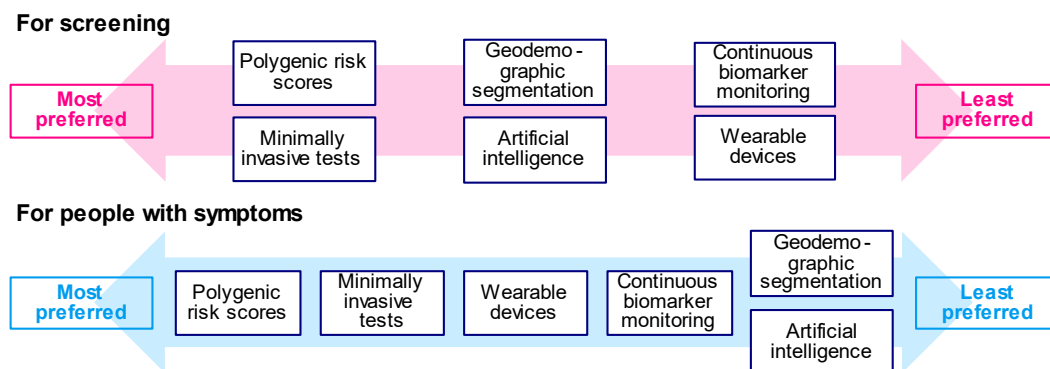 For screening
Most
preferred
Polygenic risk
scores
Minimally
invasive tests
Geodemo-
graphic
segmentation
Artificial
intelligence
Continuous
biomarker
monitoring
Wearable
devices
Least
preferred
For people with symptoms
Most
preferred
Polygenic
risk scores
Minimally
invasive
tests
Wearable
devices
Continuous
biomarker
monitoring
Geodemo-
graphic
segmentation
Artificial
intelligence
Least
preferred